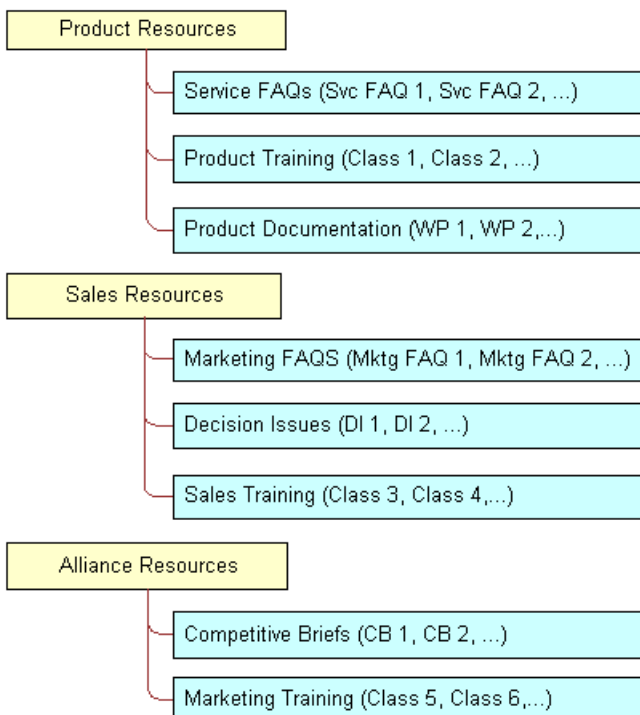 Product Resources
Service FAQs (Svc FAQ 1, Svc FAQ 2, ...)
Product Training (Class 1, Class 2, ...)
Product Documentation (WP 1, WP 2,...)
Sales Resources
Marketing FAQS (Mktg FAQ 1, Mktg FAQ 2, ...)
Decision Issues (DI 1, DI 2, ...)
Sales Training (Class 3, Class 4,...)
Alliance Resources
Competitive Briefs (CB 1, CB 2, ...)
Marketing Training (Class 5, Class 6,...)